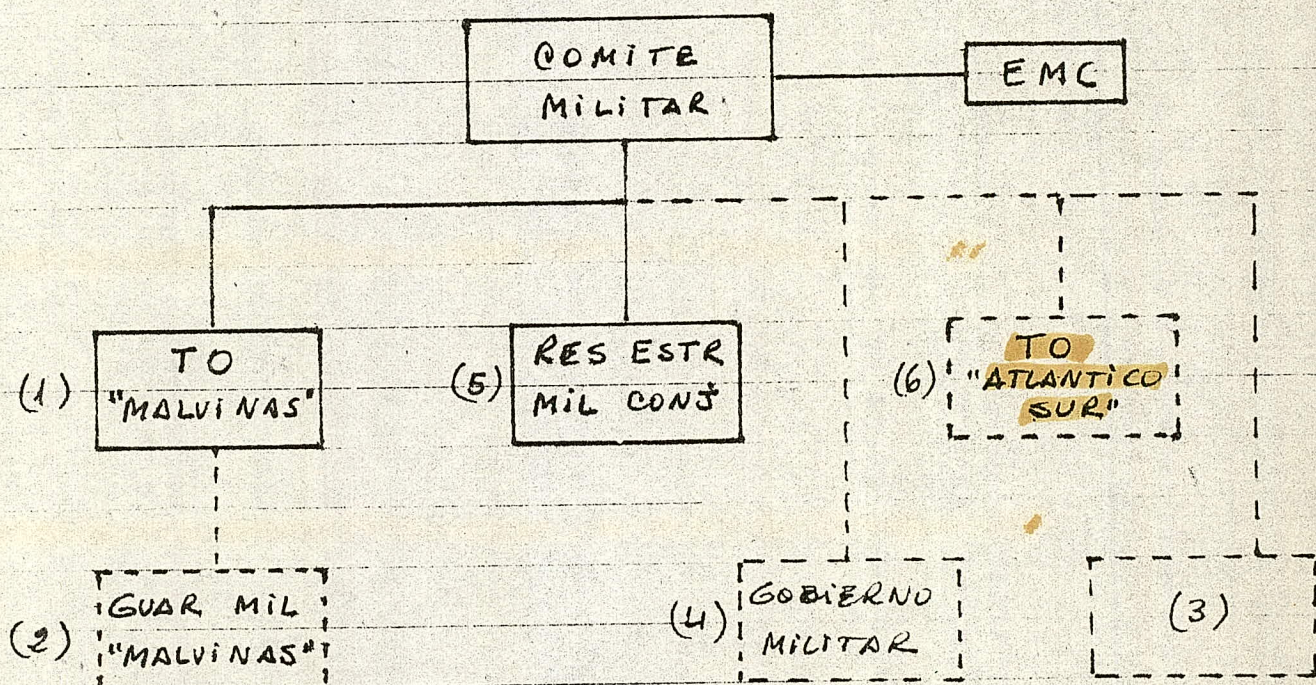 COMITE
MILITAR
EMC
(1)
TO
"MALVINAS"
(5)
RES ESTR
MIL CONJ
(6)
TO
"ATLANTICO
SUR"
(2)
GUAR MIL
"MALVINAS"
(4)
GOBIERNO
MILITAR
(3)